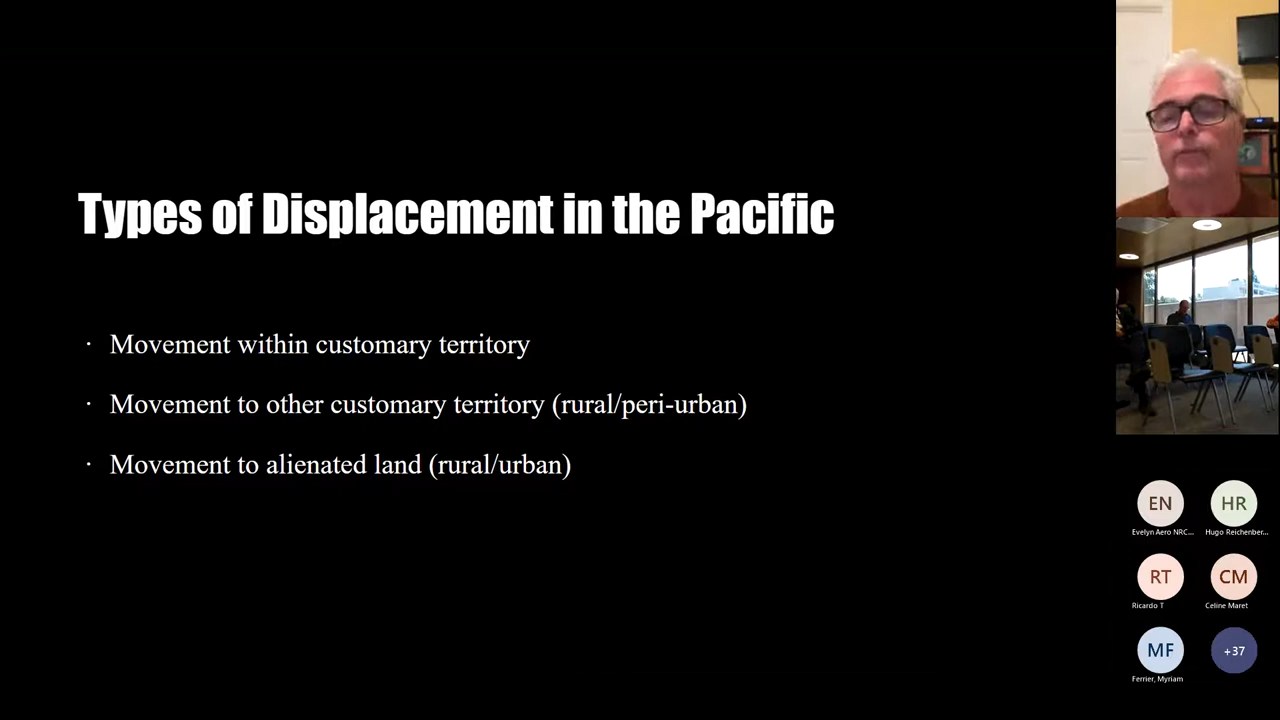 Types of Displacement in the Pacific
· Movement within customary territory
· Movement to other customary territory (rural/peri-urban)
· Movement to alienated land (rural/urban)
EN
HR
Evelyn Aero NRC...
Hugo Reichenber...
RT
CM
Ricardo T
Celine Maret
MF
+37
Ferrier, Myriam